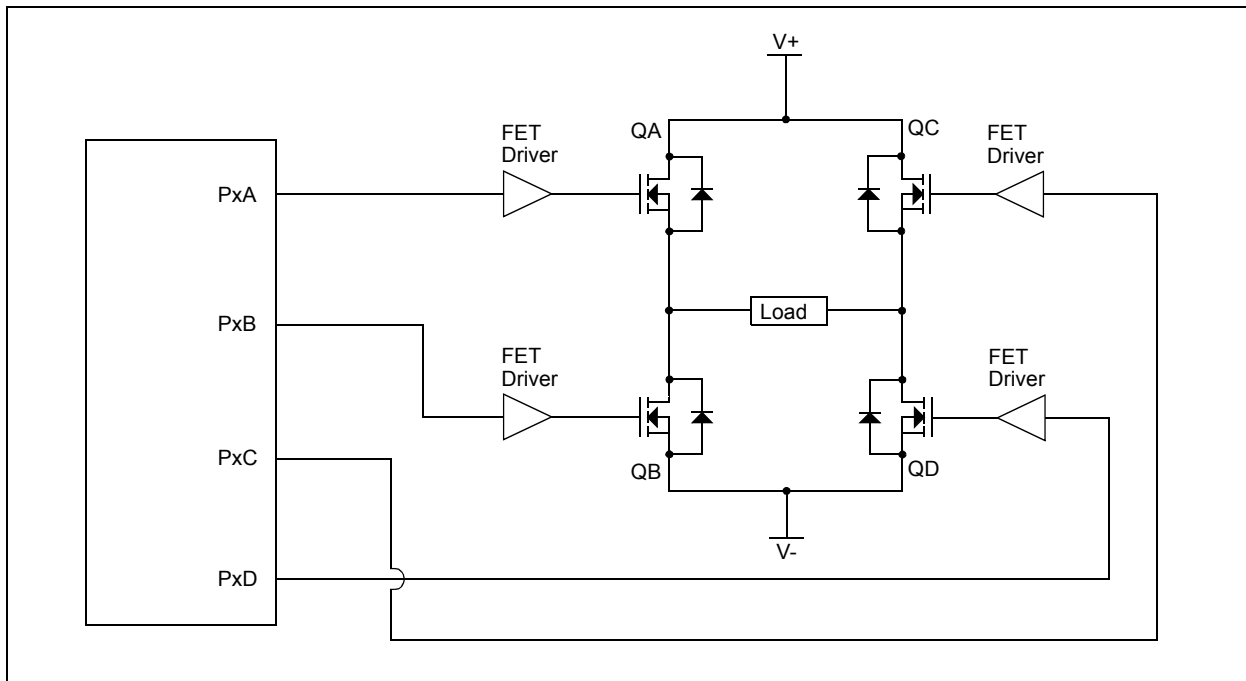 V+
QA
FET
Driver
QC
FET
Driver
PxA
PxB
Load
FET
Driver
FET
Driver
PxC
QB
QD
V-
PxD